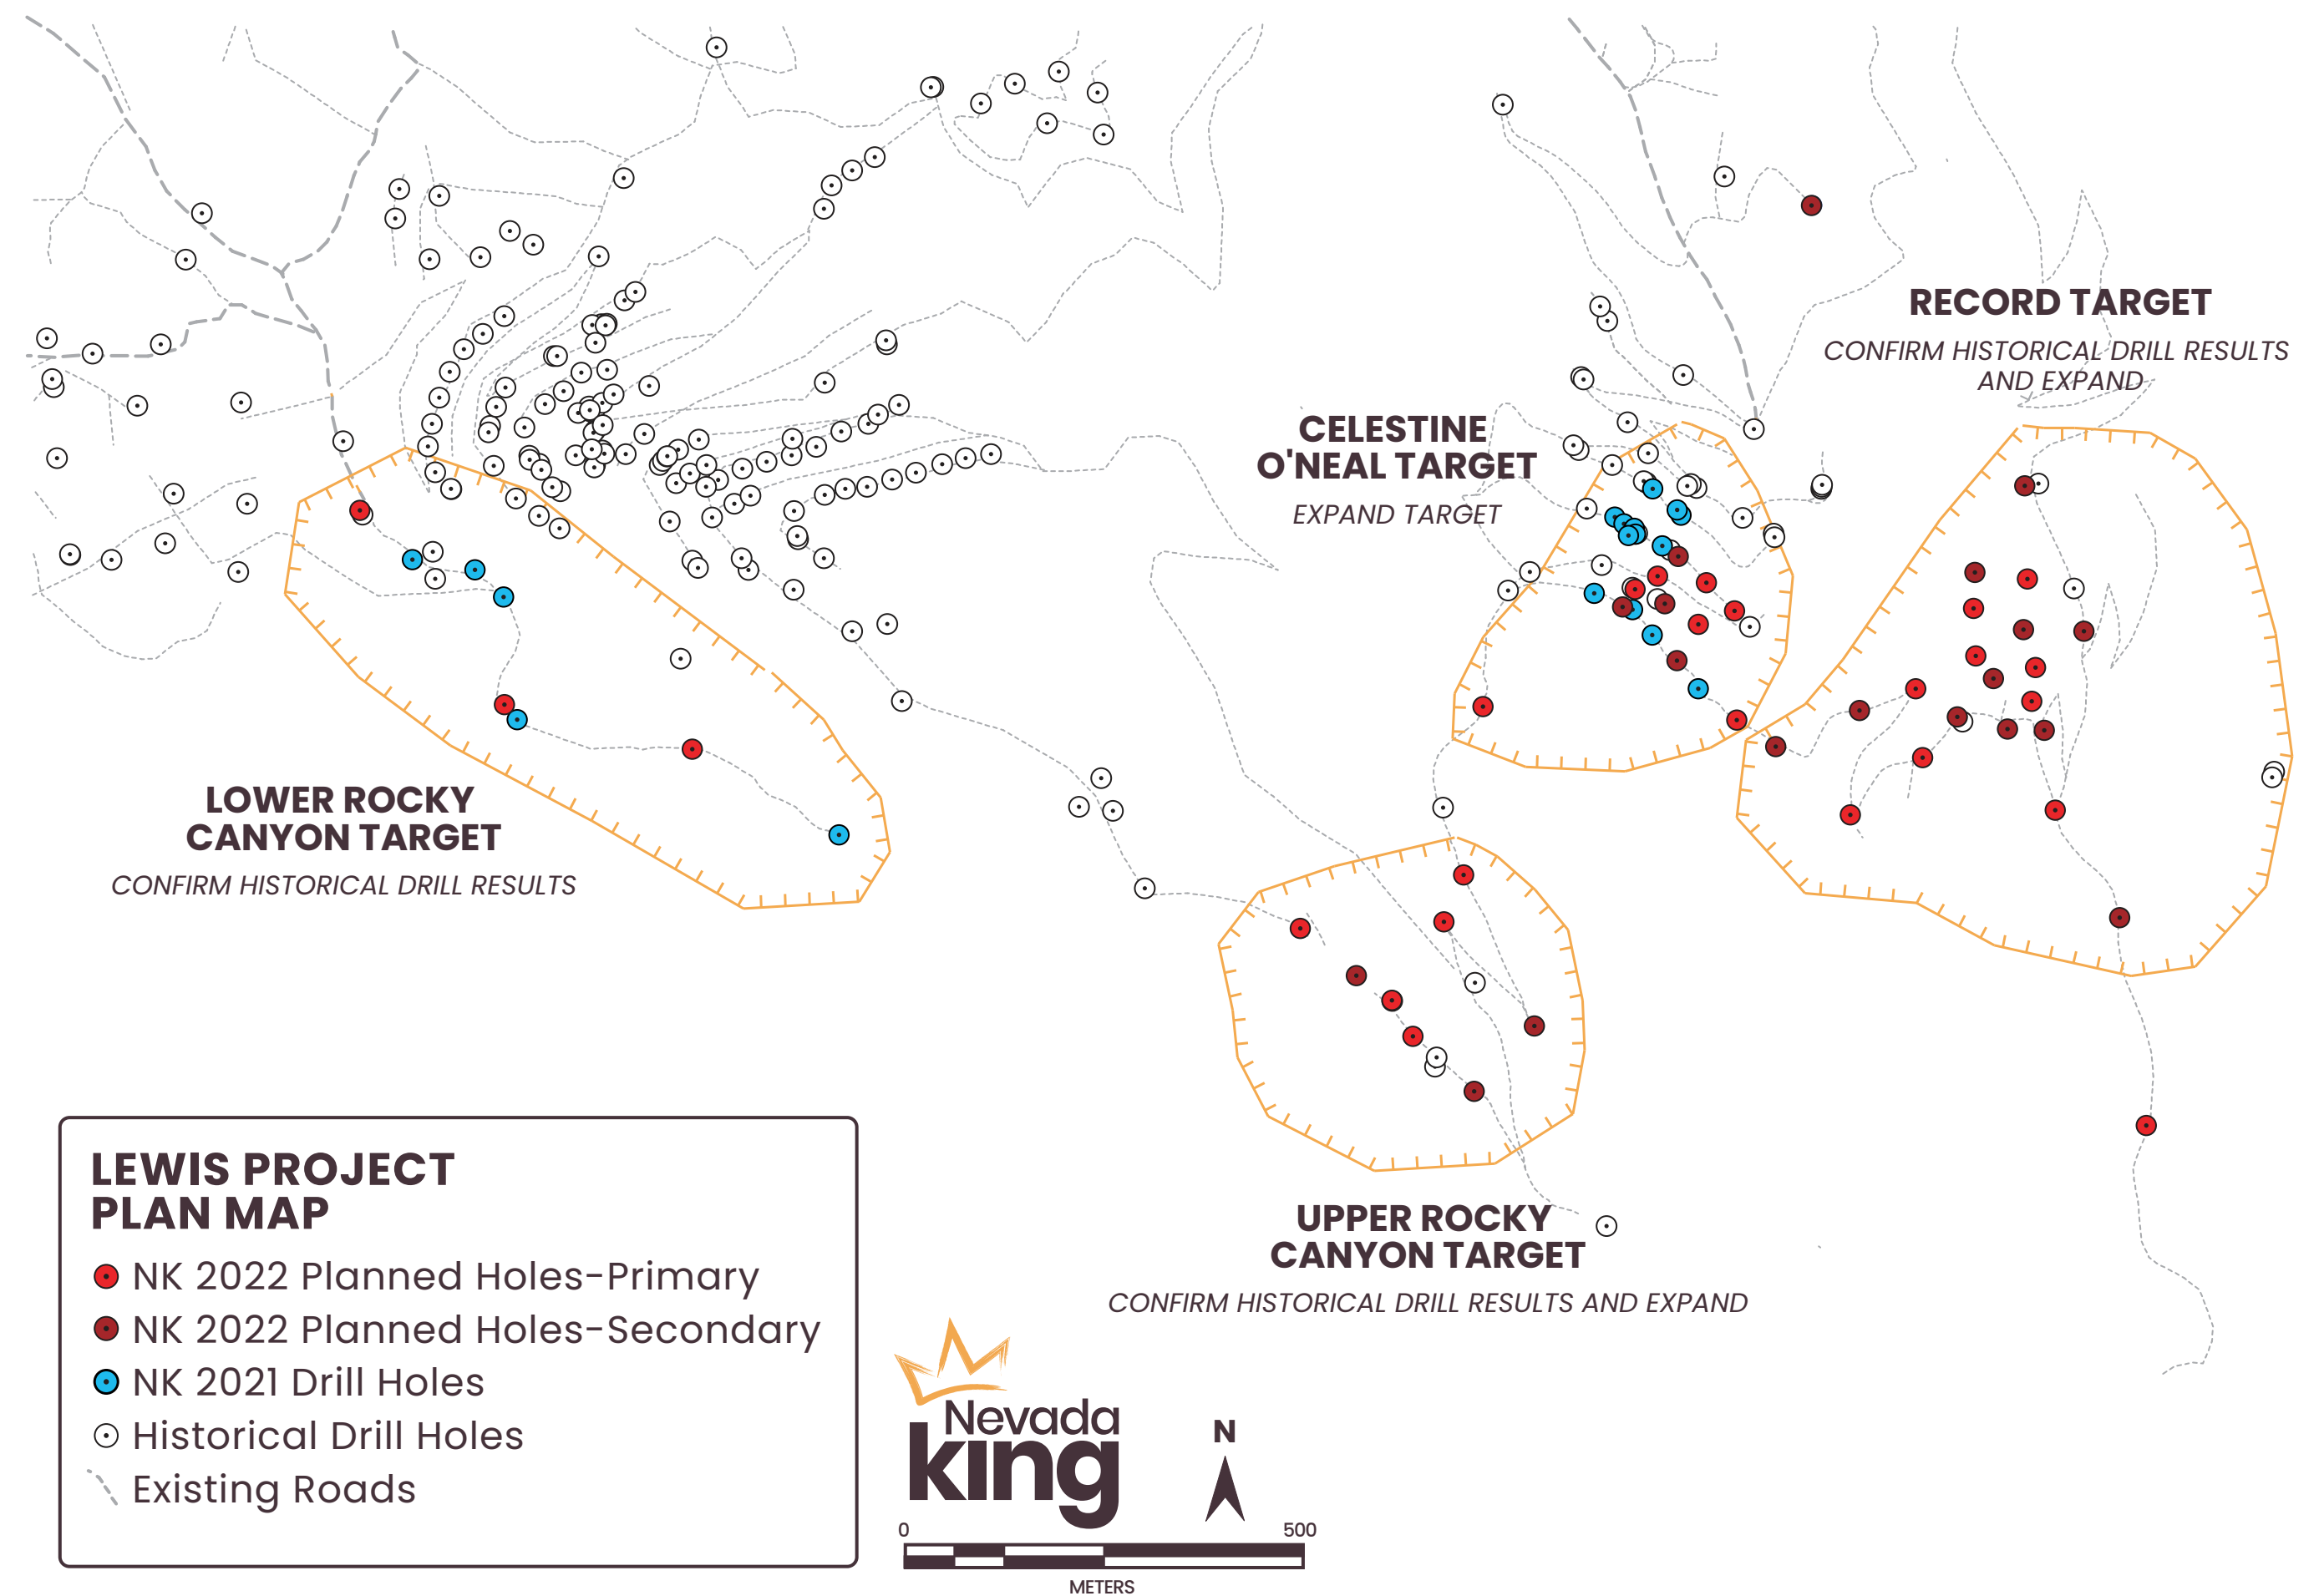 RECORD TARGET
CONFIRM HISTORICAL DRILL RESULTS
AND EXPAND
CELESTINE
O'NEAL TARGET
EXPAND TARGET
LOWER ROCKY
CANYON TARGET
CONFIRM HISTORICAL DRILL RESULTS
UPPER ROCKY
CANYON TARGET
CONFIRM HISTORICAL DRILL RESULTS AND EXPAND
LEWIS PROJECT
PLAN MAP
NK 2022 Planned Holes-Primary
NK 2022 Planned Holes-Secondary
NK 2021 Drill Holes
Historical Drill Holes
Existing Roads
Nevada
king
N
0 500
METERS